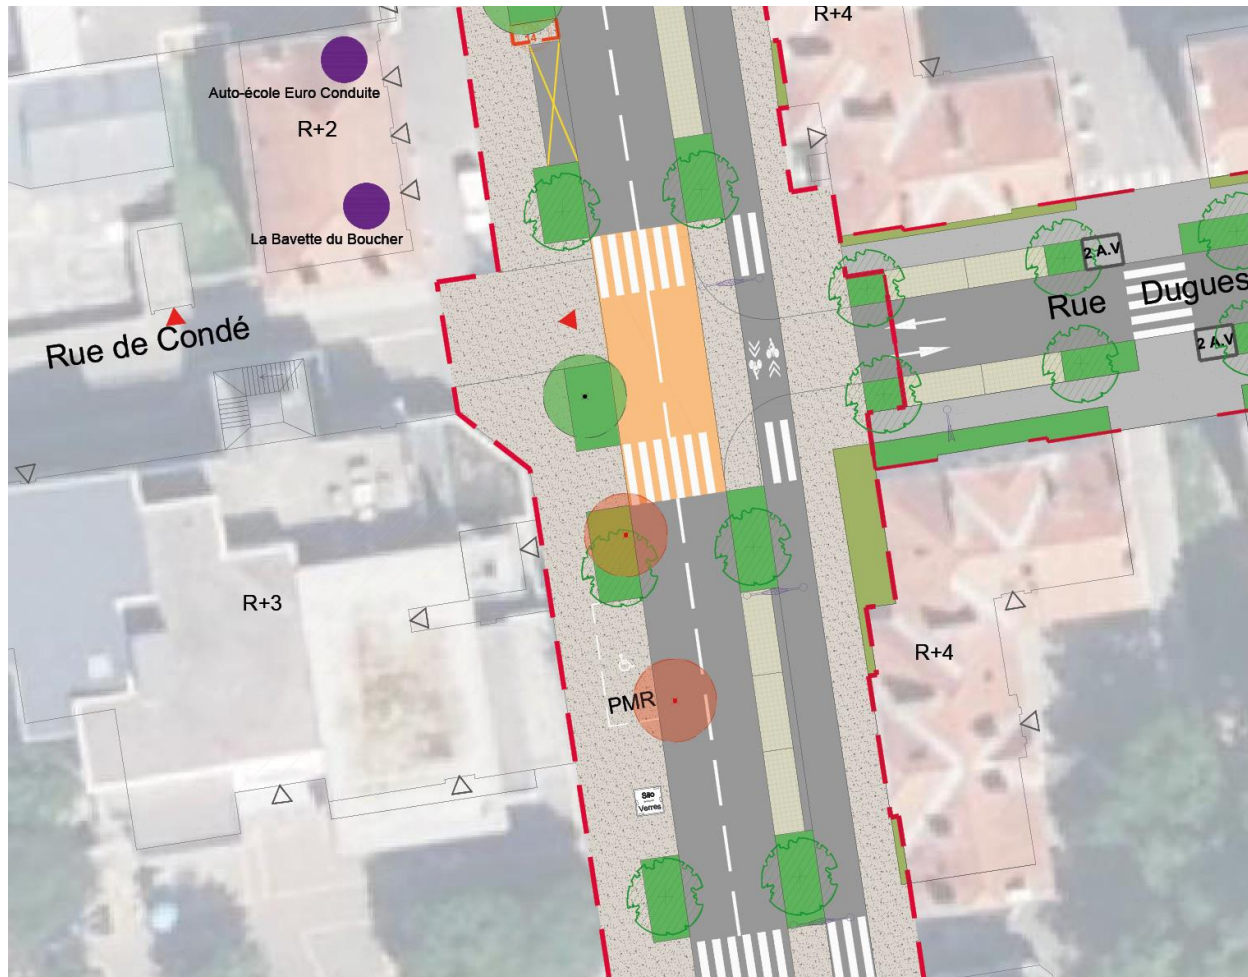 R+4
Auto-école Euro Conduite
R+2
La Bavette du Boucher
2 A.V
Rue Dugues
Rue de Condé
2 A.V
R+3
R+4
PMR
Silo
Verres